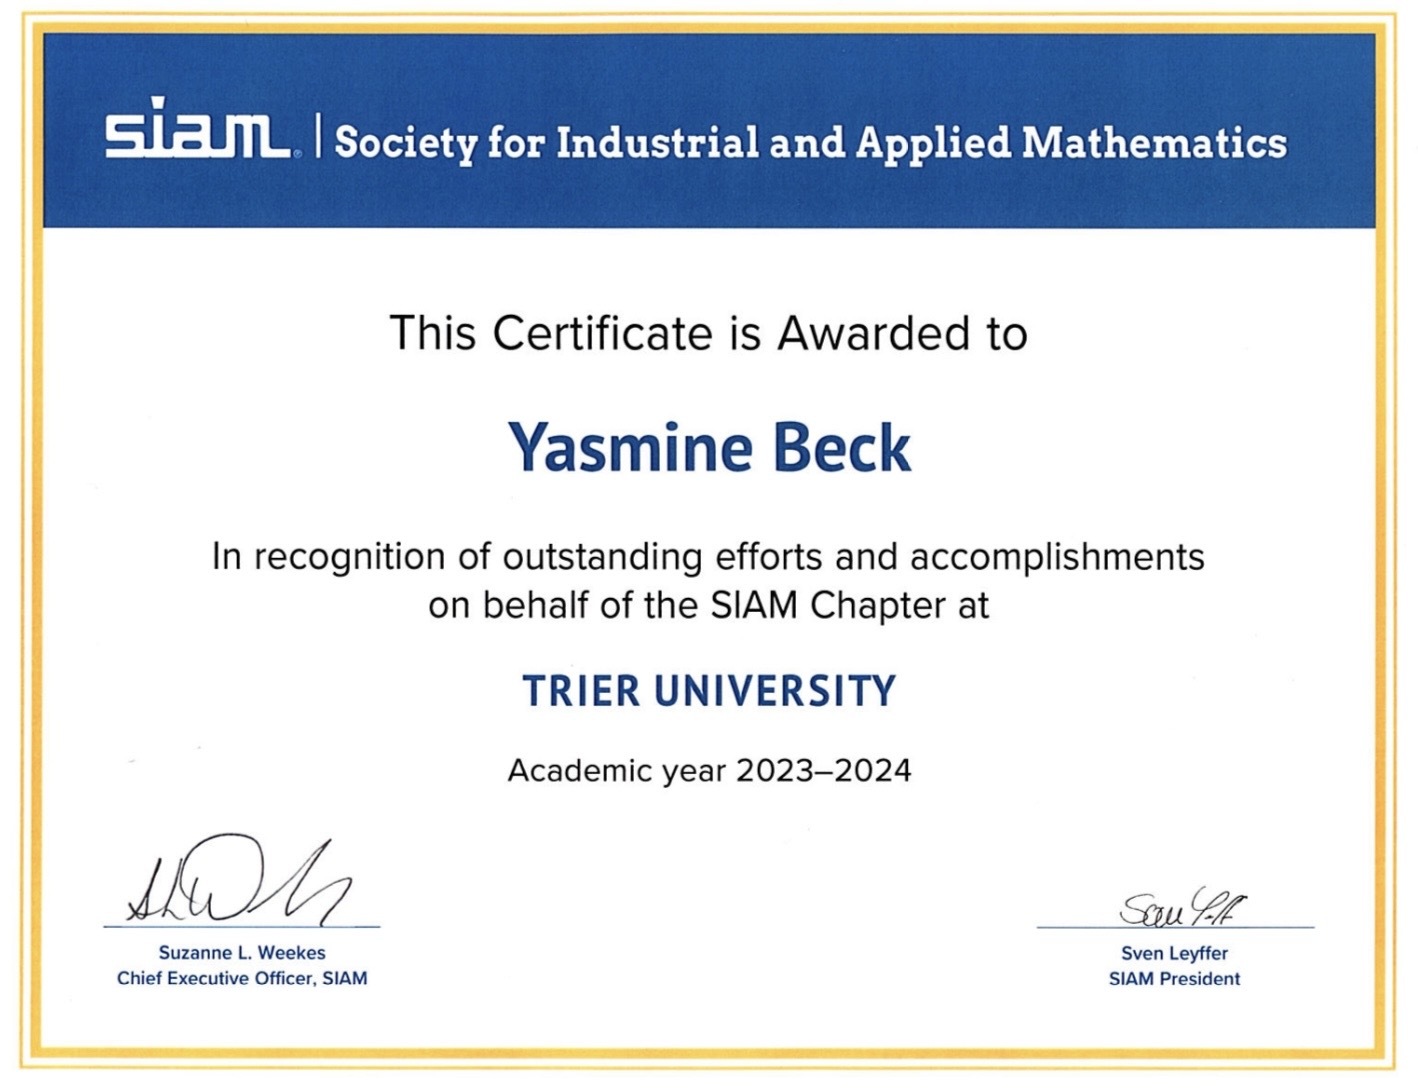 siam® | Society for Industrial and Applied Mathematics
This Certificate is Awarded to
Yasmine Beck
In recognition of outstanding efforts and accomplishments
on behalf of the SIAM Chapter at
TRIER UNIVERSITY
Academic year 2023–2024
Suzanne L. Weekes
Chief Executive Officer, SIAM
Sven Leyffer
SIAM President